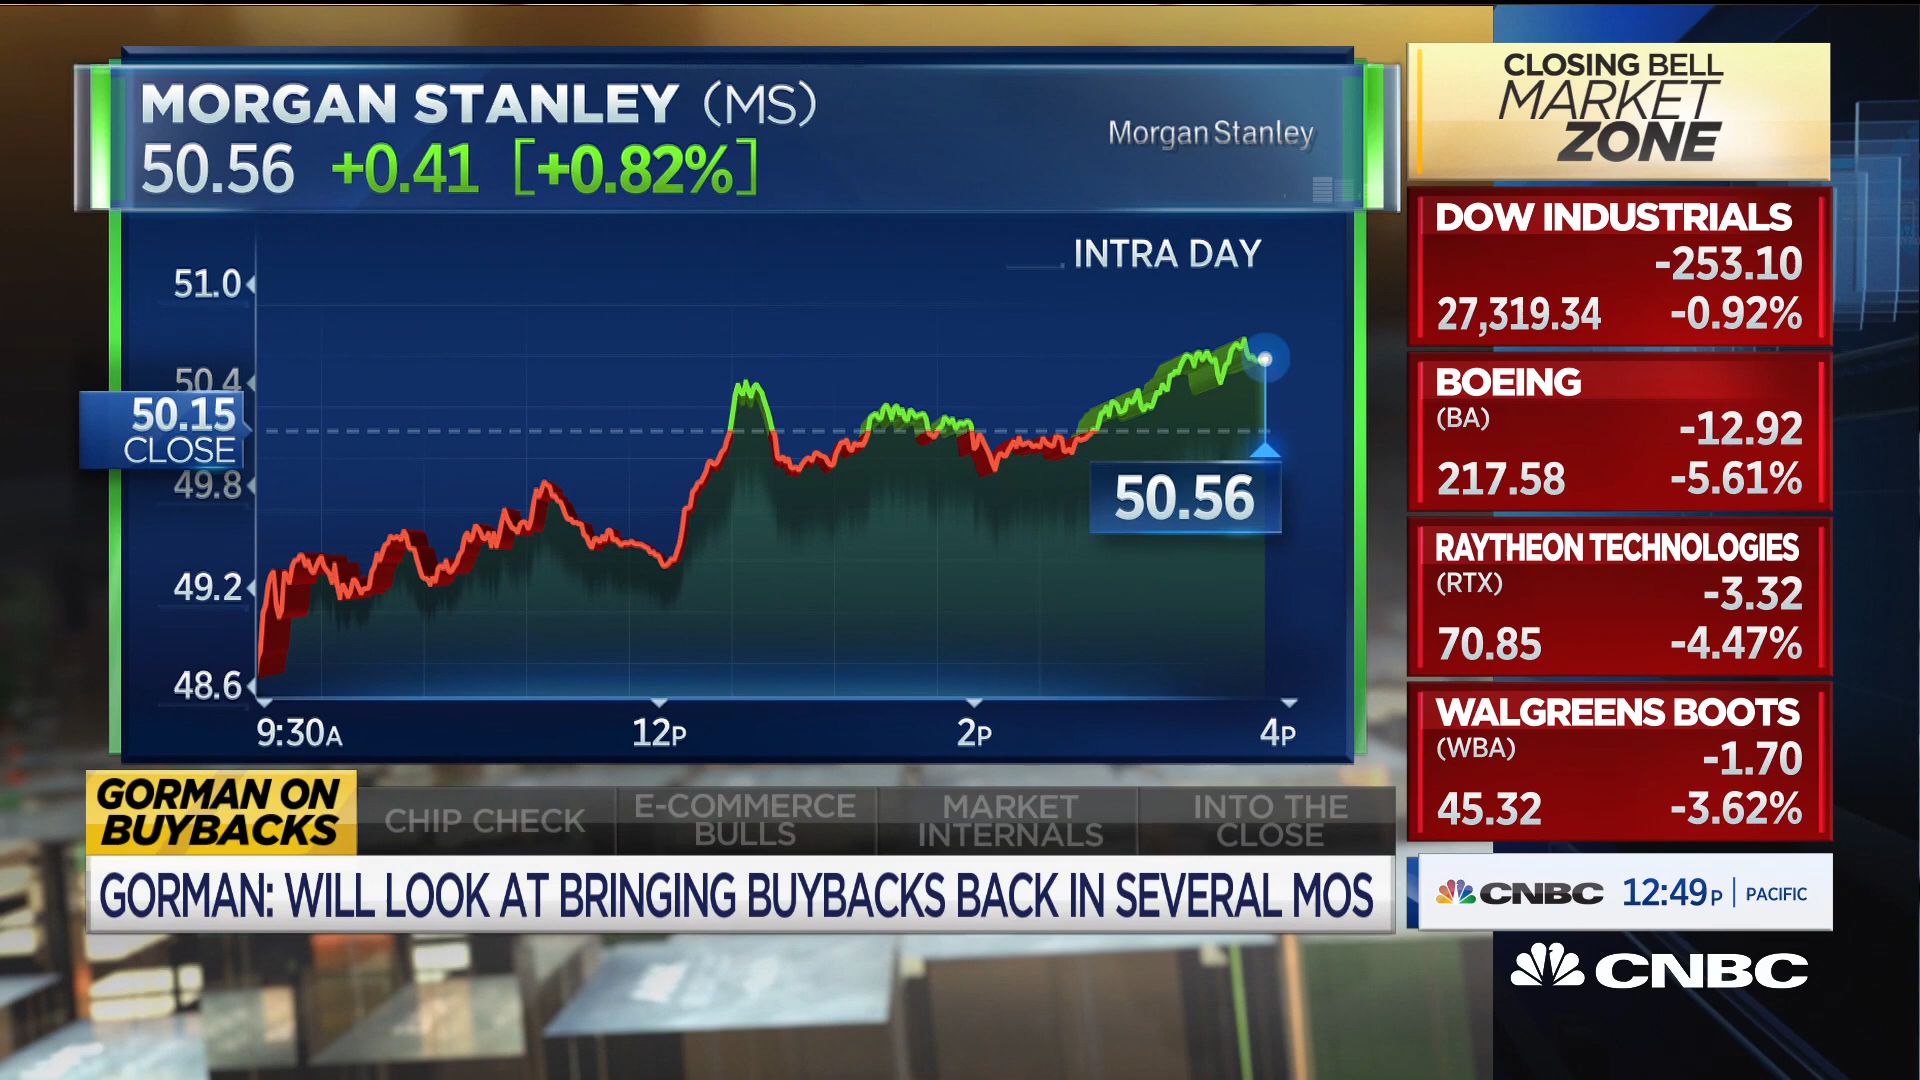 MORGAN STANLEY (MS)
50.56 +0.41 [+0.82%]
Morgan Stanley
INTRA DAY
51.0
50.4
50.15
CLOSE
49.8
49.2
48.6
50.56
9:30A 12P 2P 4P
CLOSING BELL
MARKET
ZONE
DOW INDUSTRIALS
-253.10
27,319.34 -0.92%
BOEING
(BA) -12.92
217.58 -5.61%
RAYTHEON TECHNOLOGIES
(RTX) -3.32
70.85 -4.47%
WALGREENS BOOTS
(WBA) -1.70
45.32 -3.62%
GORMAN ON
BUYBACKS
CHIP CHECK
E-COMMERCE
BULLS
MARKET
INTERNALS
INTO THE
CLOSE
GORMAN: WILL LOOK AT BRINGING BUYBACKS BACK IN SEVERAL MOS
CNBC 12:49P | PACIFIC
CNBC